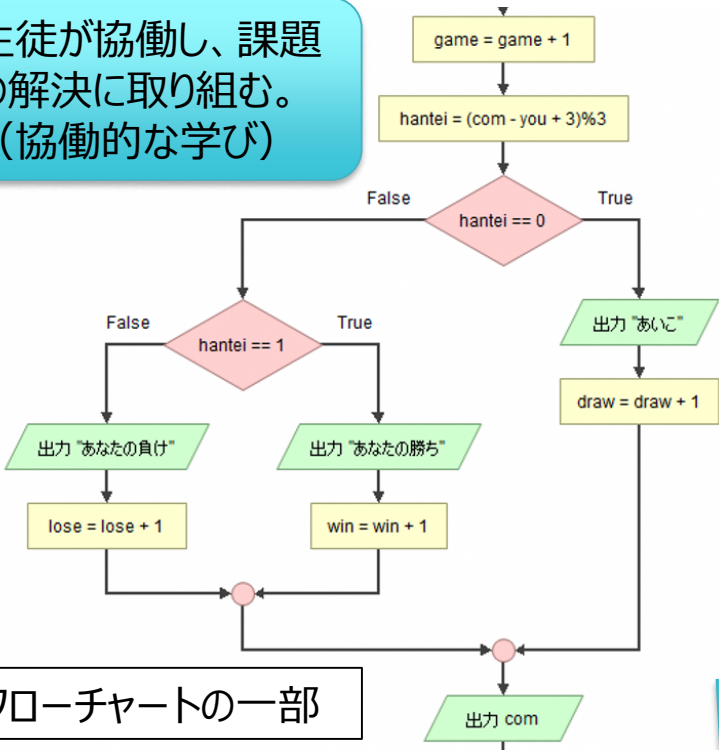 生徒が協働し、課題
の解決に取り組む。
（協働的な学び）
game = game + 1
hantei = (com - you + 3)%3
False
True
hantei == 0
False
True
hantei == 1
出力 "あいこ"
draw = draw + 1
出力 "あなたの負け"
出力 "あなたの勝ち"
lose = lose + 1
win = win + 1
フローチャートの一部
出力 com